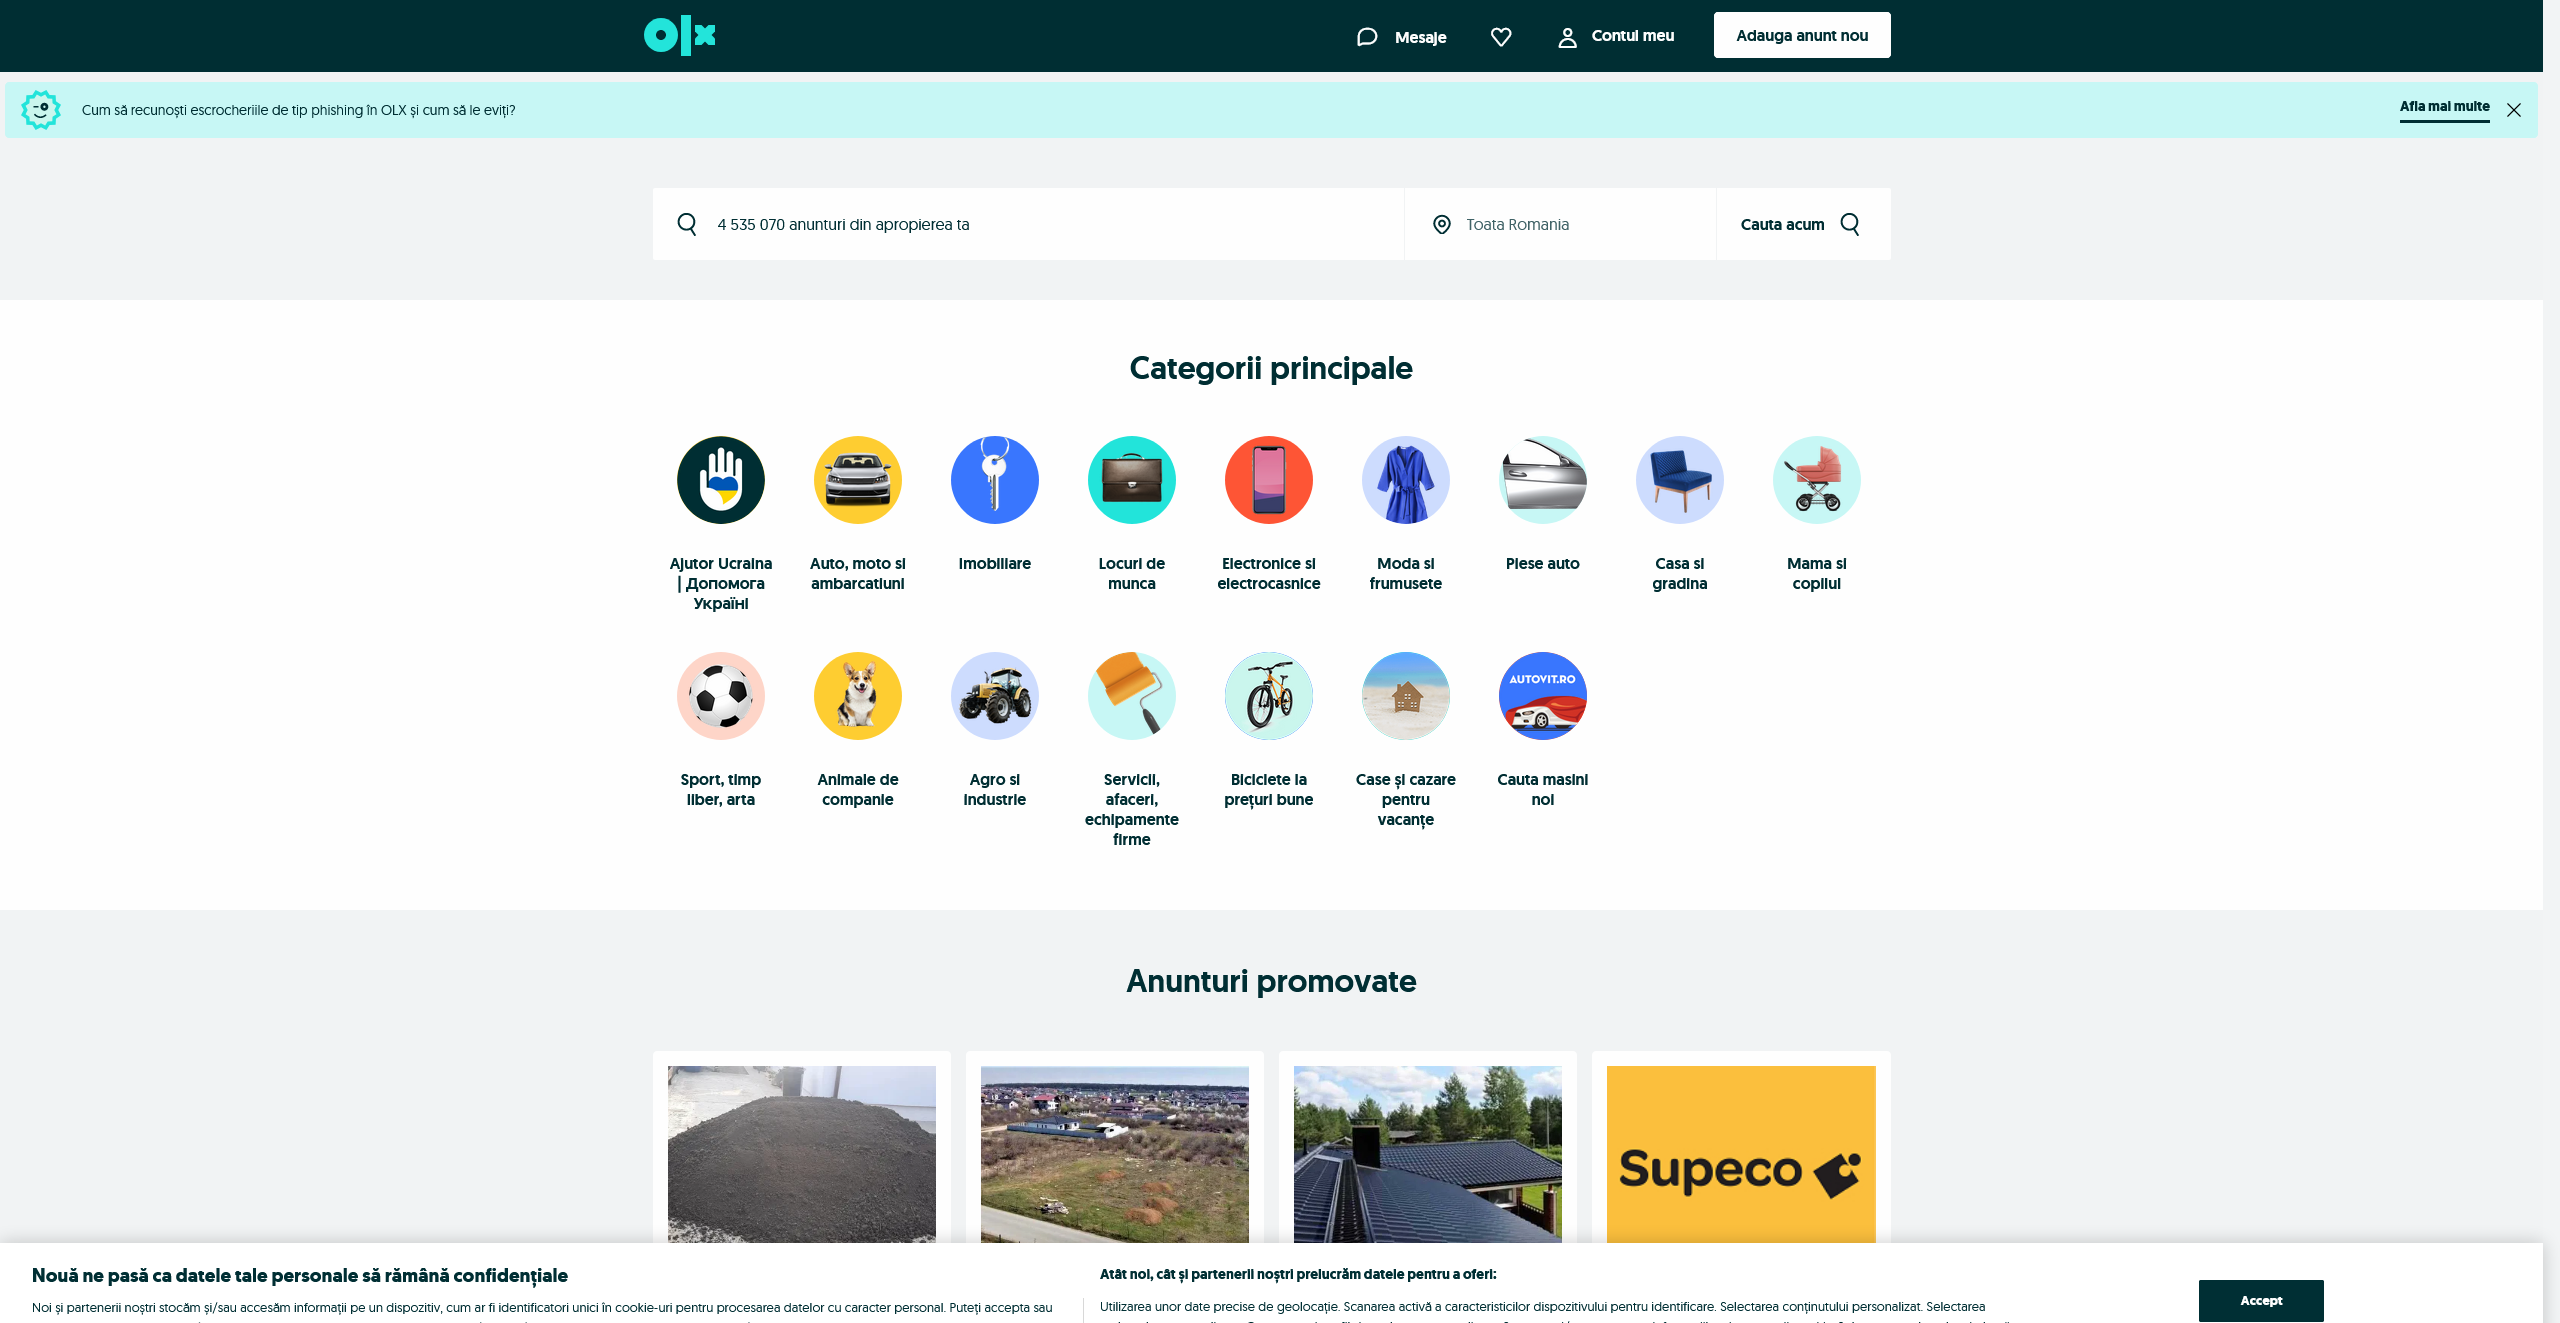 olx
Mesaje
Contul meu
Adauga anunt nou
Cum să recunoști escrocheriile de tip phishing în OLX și cum să le eviți?
Afla mai multe
4 535 070 anunturi din apropierea ta
Toata Romania
Cauta acum
Categorii principale
Ajutor Ucraina
| Допомога
Україні
Auto, moto si
ambarcatiuni
Imobiliare
Locuri de
munca
Electronice si
electrocasnice
Moda si
frumusete
Piese auto
Casa si
gradina
Mama si
copilul
Sport, timp
liber, arta
Animale de
companie
Agro si
industrie
Servicii,
afaceri,
echipamente
firme
Biciclete la
prețuri bune
Case și cazare
pentru
vacanțe
AUTOVIT.RO
Cauta masini
noi
Anunturi promovate
Supeco
Nouă ne pasă ca datele tale personale să rămână confidențiale
Noi și partenerii noștri stocăm și/sau accesăm informații pe un dispozitiv, cum ar fi identificatori unici în cookie-uri pentru procesarea datelor cu caracter personal. Puteți accepta sau
Atât noi, cât și partenerii noștri prelucrăm datele pentru a oferi:
Utilizarea unor date precise de geolocație. Scanarea activă a caracteristicilor dispozitivului pentru identificare. Selectarea conținutului personalizat. Selectarea
Accept